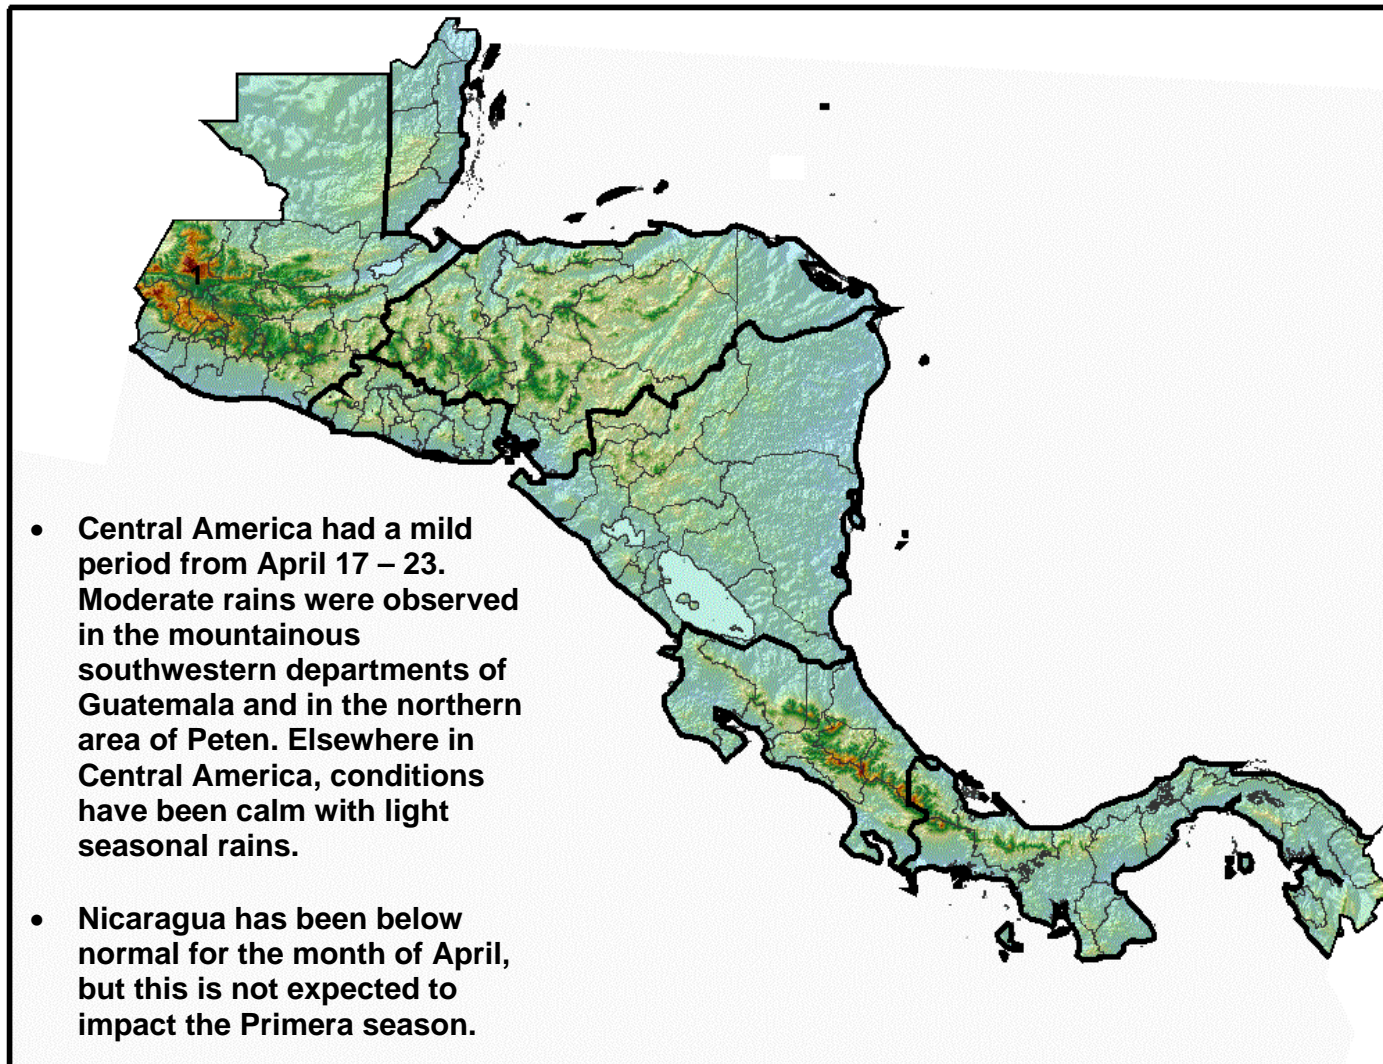 1
• Central America had a mild
period from April 17 – 23.
Moderate rains were observed
in the mountainous
southwestern departments of
Guatemala and in the northern
area of Peten. Elsewhere in
Central America, conditions
have been calm with light
seasonal rains.
• Nicaragua has been below
normal for the month of April,
but this is not expected to
impact the Primera season.